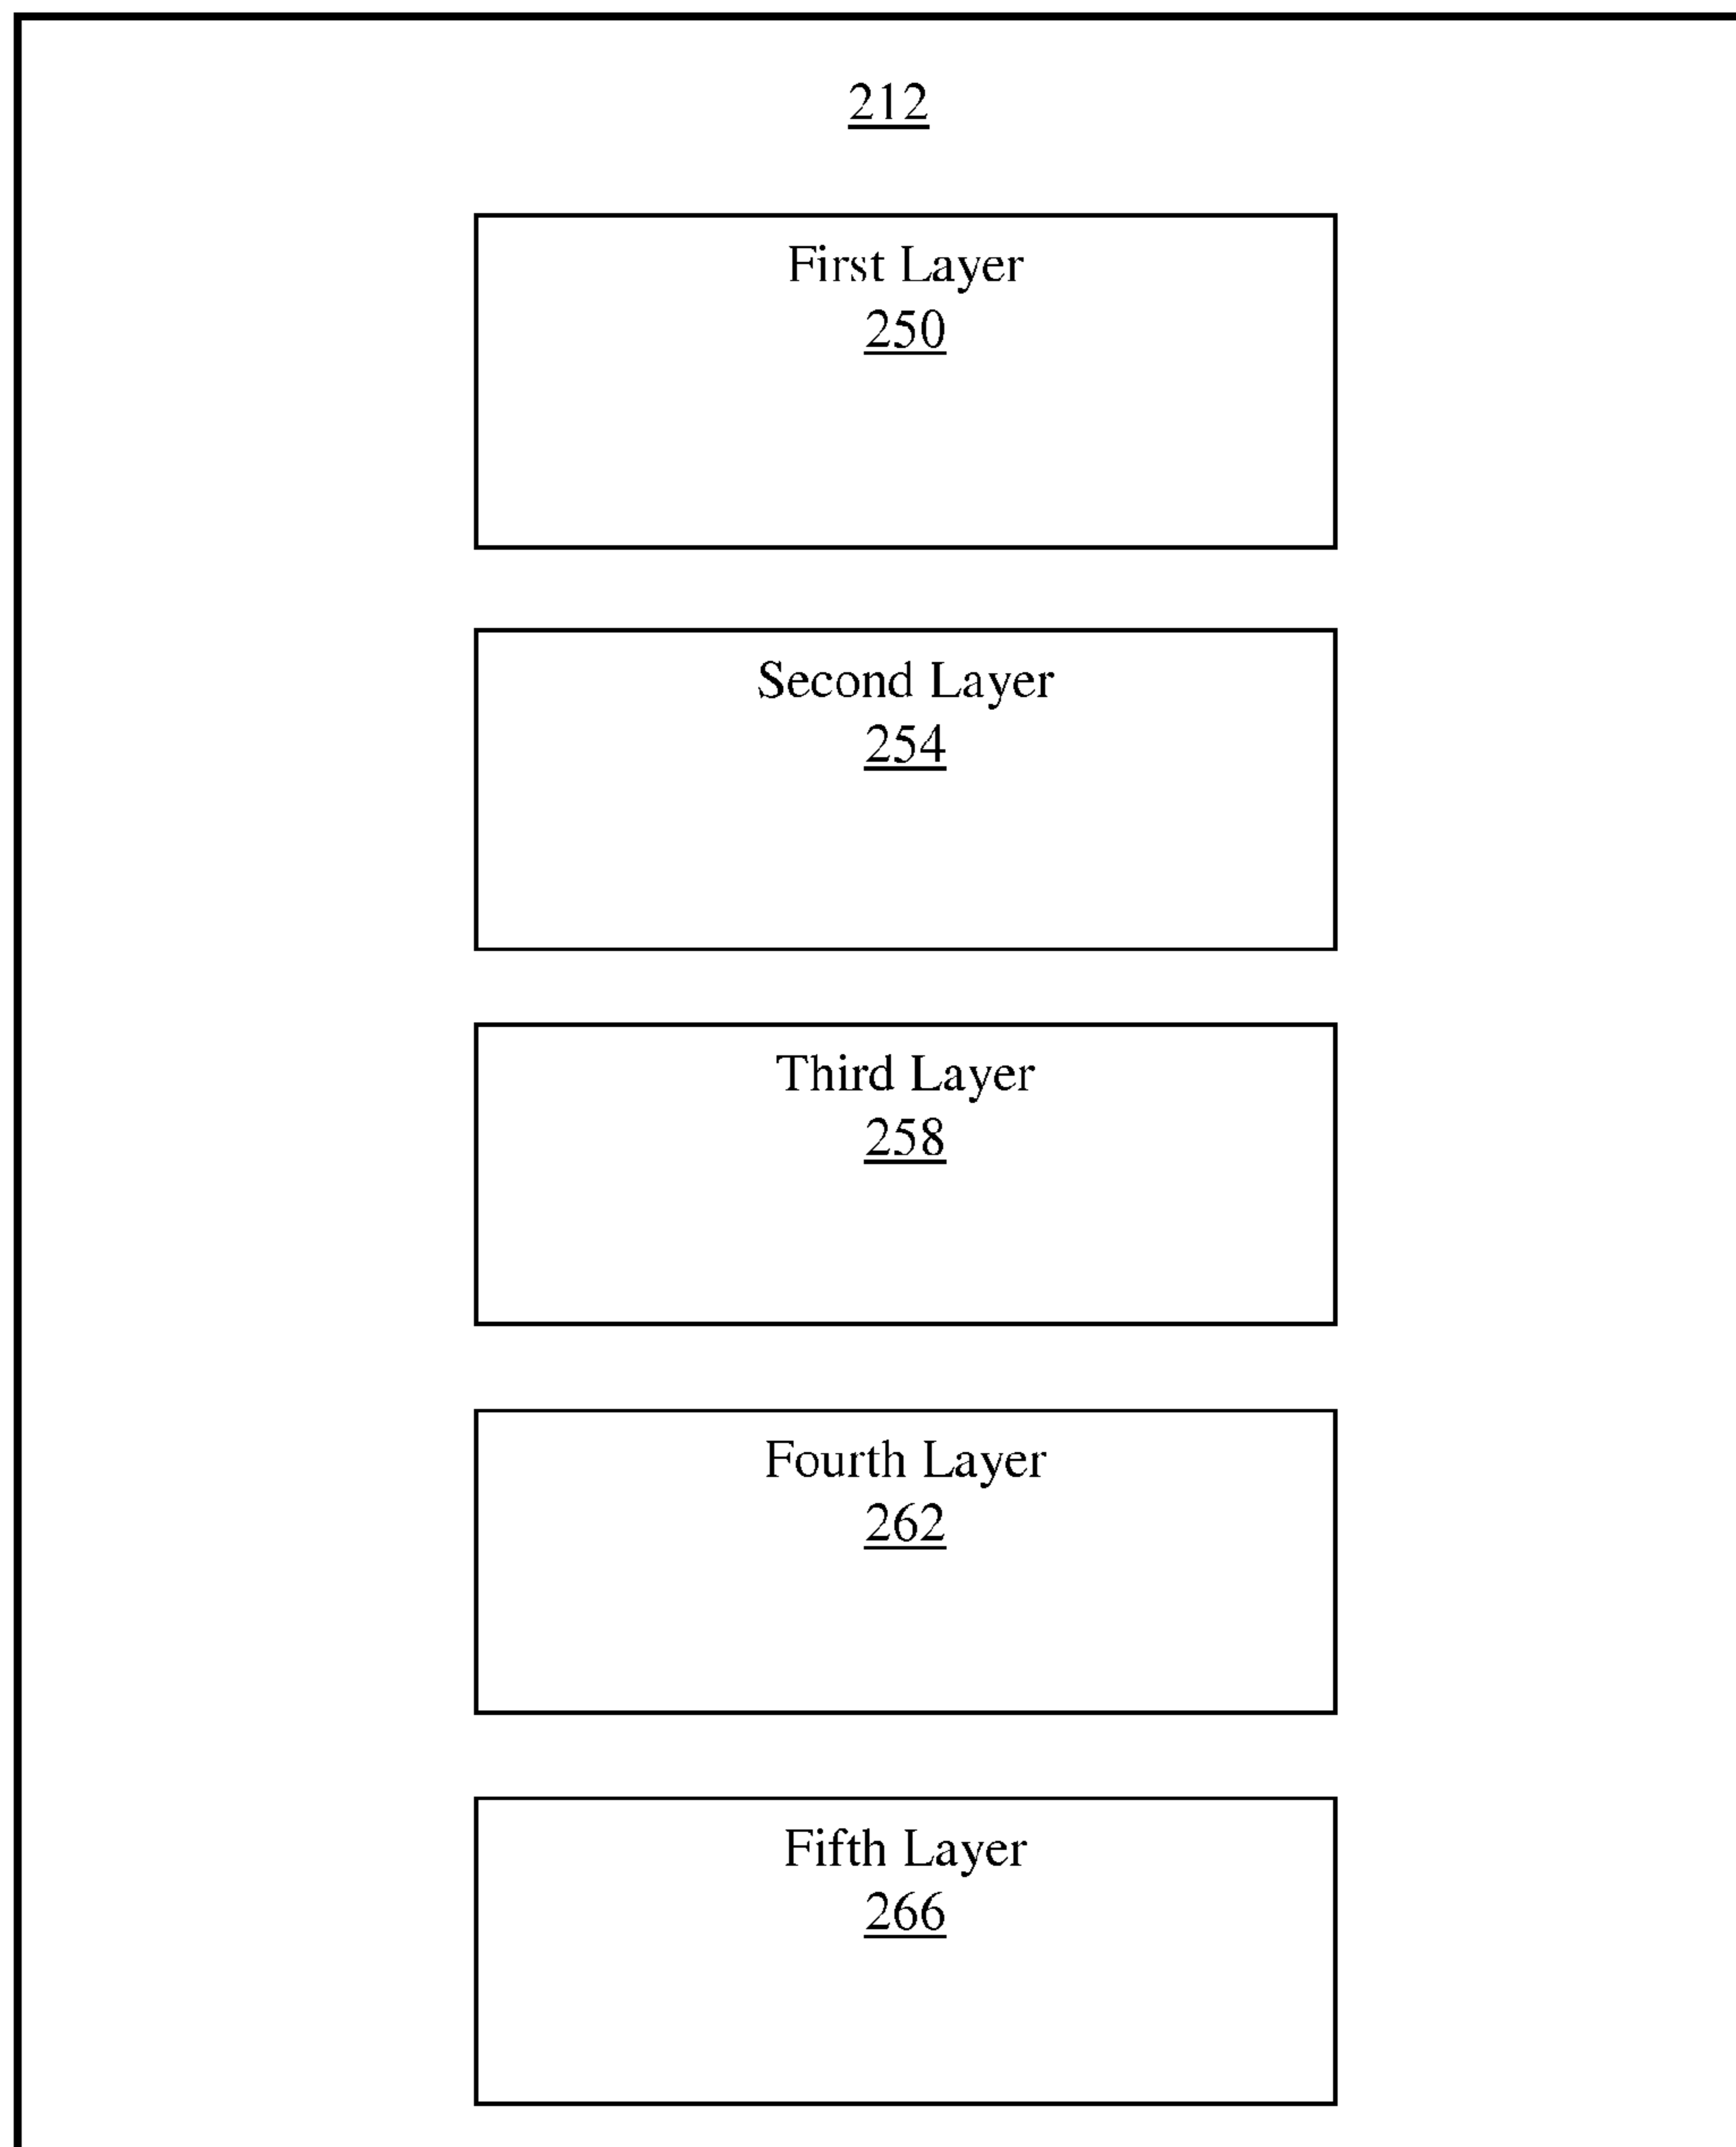 212
First Layer
250
Second Layer
254
Third Layer
258
Fourth Layer
262
Fifth Layer
266